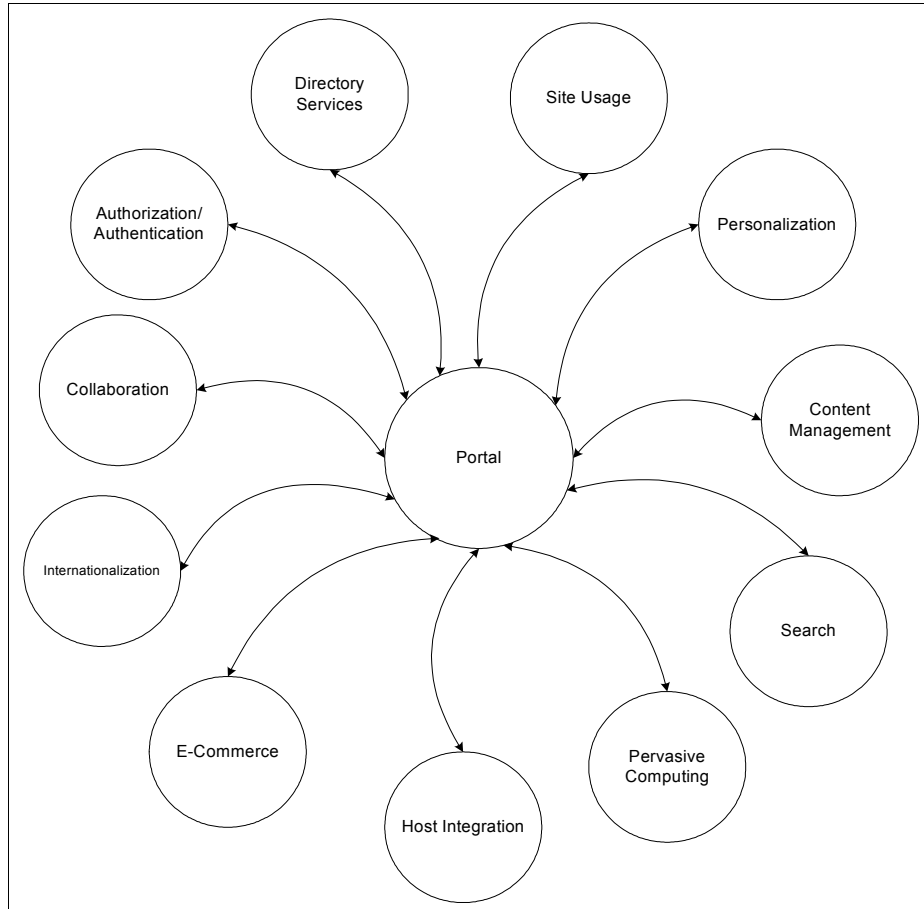 Directory
Services
Site Usage
Authorization/
Authentication
Personalization
Collaboration
Content
Management
Portal
Internationalization
Search
E-Commerce
Pervasive
Computing
Host Integration